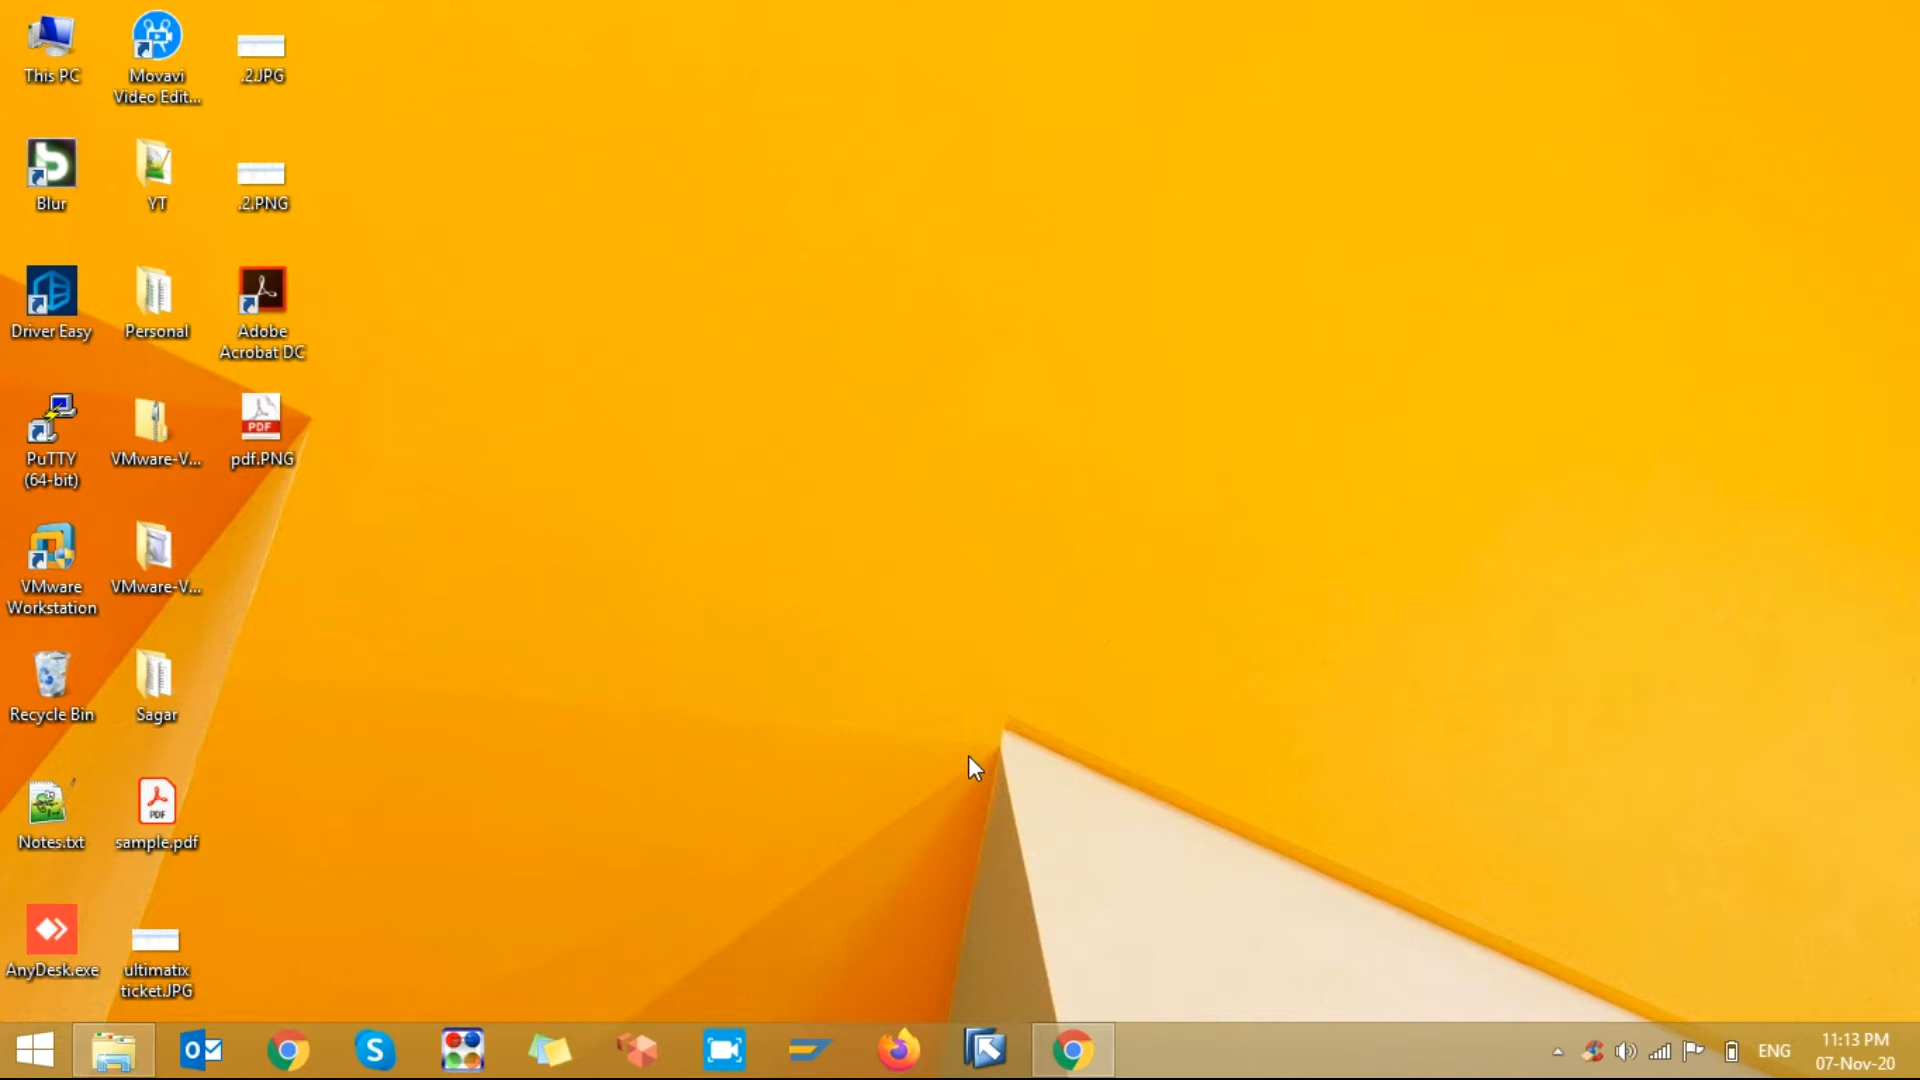 This PC
Movavi
Video Edit...
.2.JPG
Blur
YT
.2.PNG
Driver Easy
Personal
Adobe
Acrobat DC
PuTTY
(64-bit)
VMware-V...
PDF
pdf.PNG
VMware
Workstation
VMware-V...
Recycle Bin
Sagar
Notes.txt
PDF
sample.pdf
AnyDesk.exe
ultimatix
ticket.JPG
ENG
11:13 PM
07-Nov-20